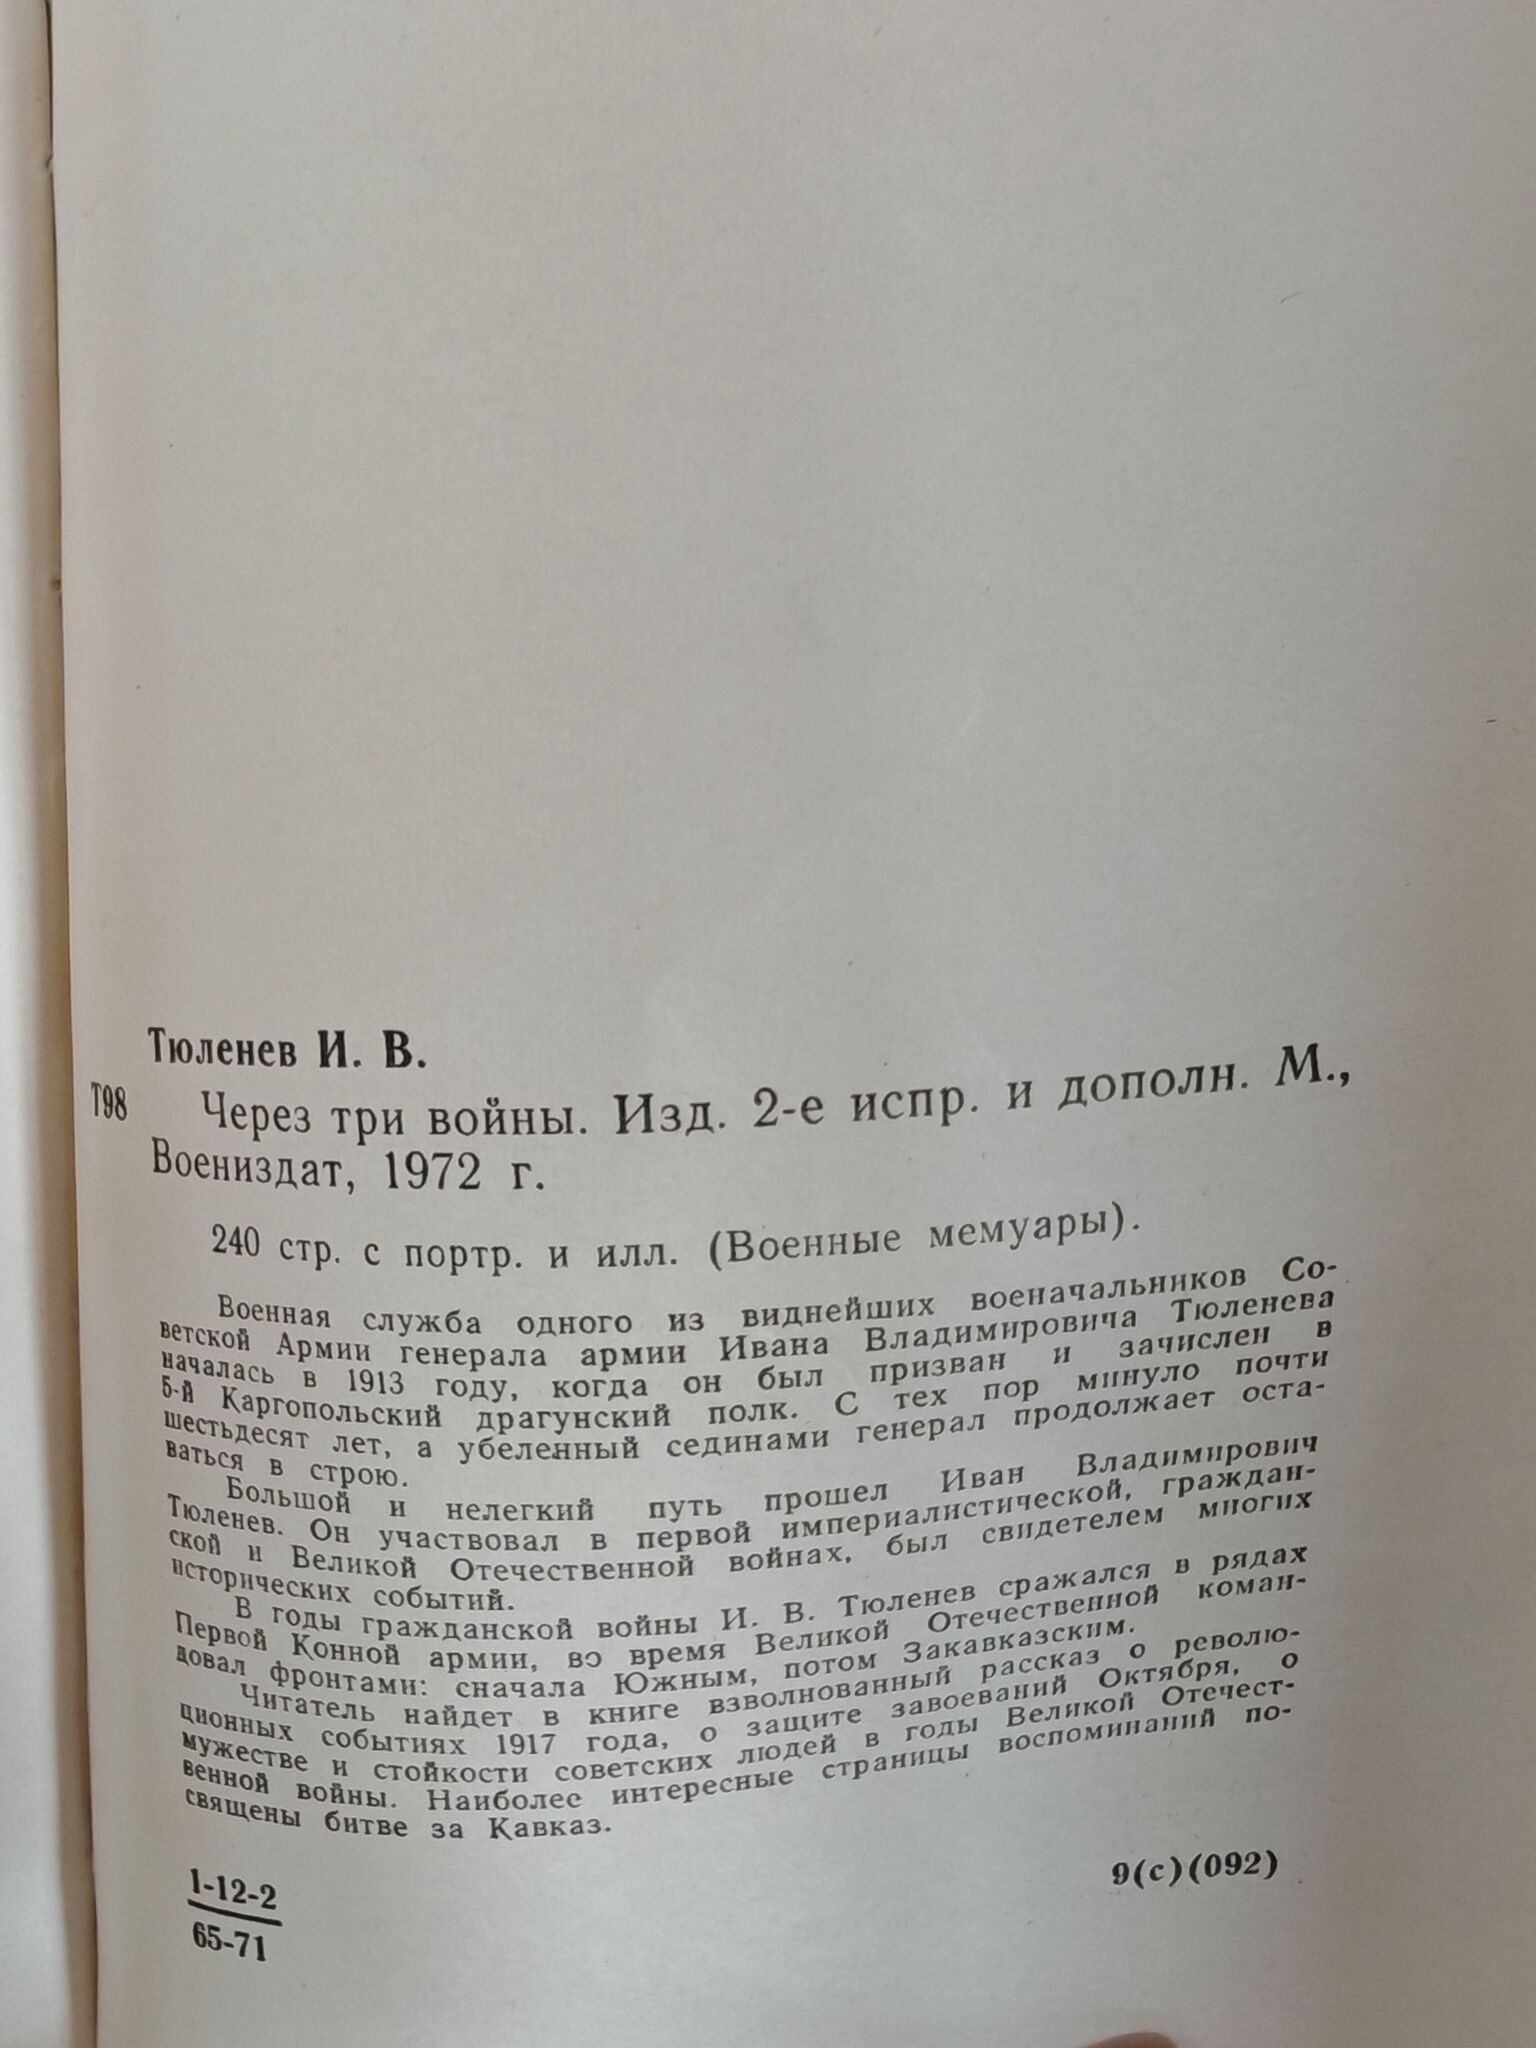 Тюленев И. В.
Т98 Через три войны. Изд. 2-е испр. и дополн. М.,
Воениздат, 1972 г.
240 стр. с портр. и илл. (Военные мемуары).
Военная служба одного из виднейших военачальников Со-
ветской Армии генерала армии Ивана Владимировича Тюленева
началась в 1913 году, когда он был призван и зачислен в
5-й Каргопольский драгунский полк. С тех пор минуло почти
шестьдесят лет, а убеленный сединами генерал продолжает оста-
ваться в строю.
Большой и нелегкий путь прошел Иван Владимирович
Тюленев. Он участвовал в первой империалистической, граждан-
ской и Великой Отечественной войнах, был свидетелем многих
исторических событий.
В годы гражданской войны И. В. Тюленев сражался в рядах
Первой Конной армии, во время Великой Отечественной коман-
довал фронтами: сначала Южным, потом Закавказским.
Читатель найдет в книге взволнованный рассказ о револю-
ционных событиях 1917 года, о защите завоеваний Октября, о
мужестве и стойкости советских людей в годы Великой Отечест-
венной войны. Наиболее интересные страницы воспоминаний по-
священы битве за Кавказ.
1-12-2
65-71
9(с)(092)